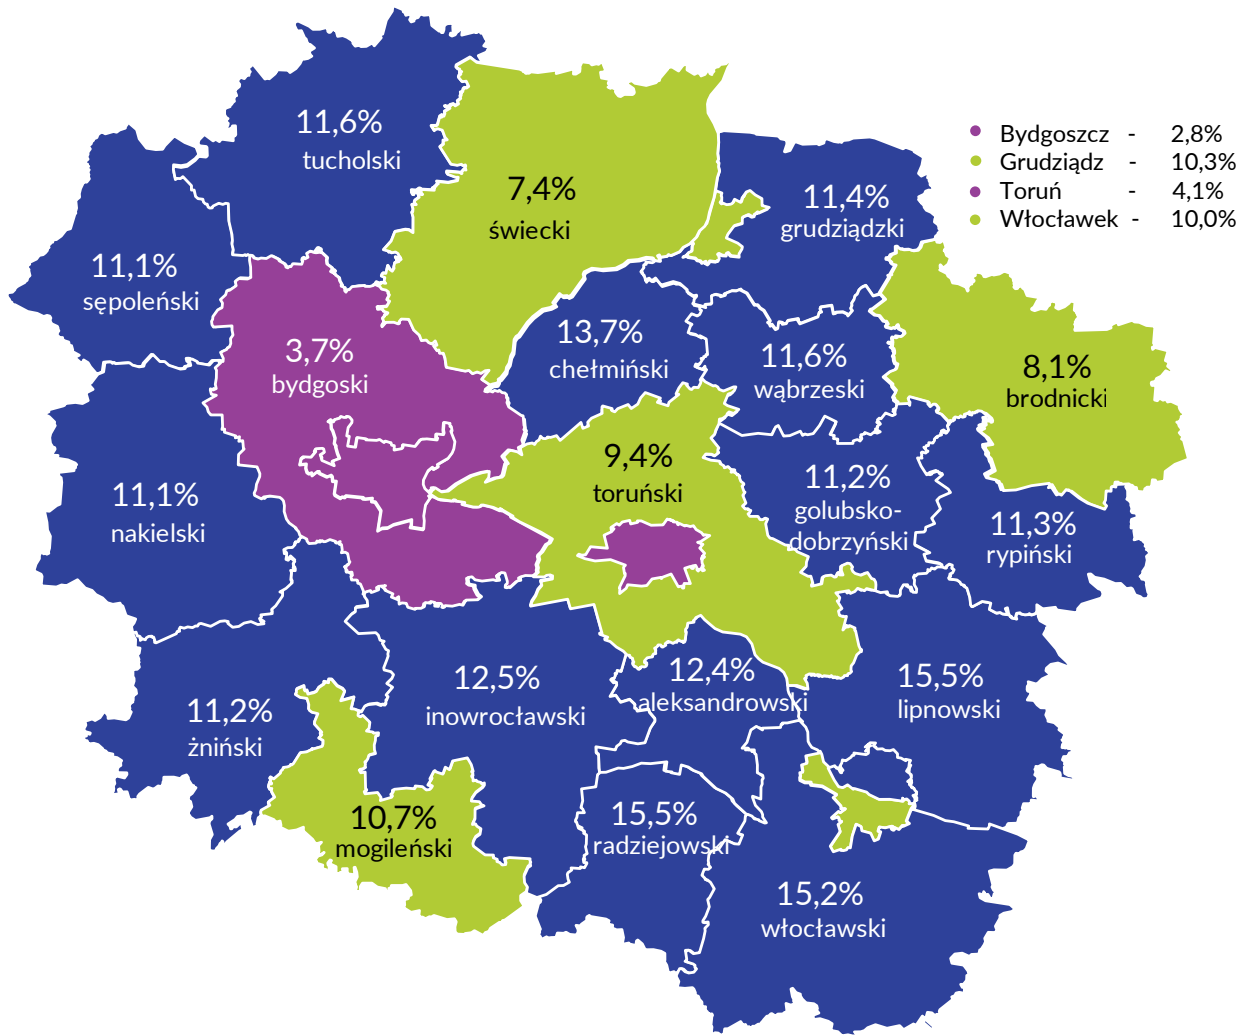 11,6%
tucholski
Bydgoszcz - 2,8%
Grudziądz - 10,3%
Toruń - 4,1%
Włocławek - 10,0%
7,4%
świecki
11,4%
grudziądzki
11,1%
sępoleński
3,7%
bydgoski
13,7%
chełmiński
11,6%
wąbrzeski
8,1%
brodnicki
9,4%
toruński
11,2%
golubsko-
dobrzyński
11,1%
nakielski
11,3%
rypiński
12,5%
inowrocławski
12,4%
aleksandrowski
15,5%
lipnowski
11,2%
żniński
10,7%
mogileński
15,5%
radziejowski
15,2%
włocławski